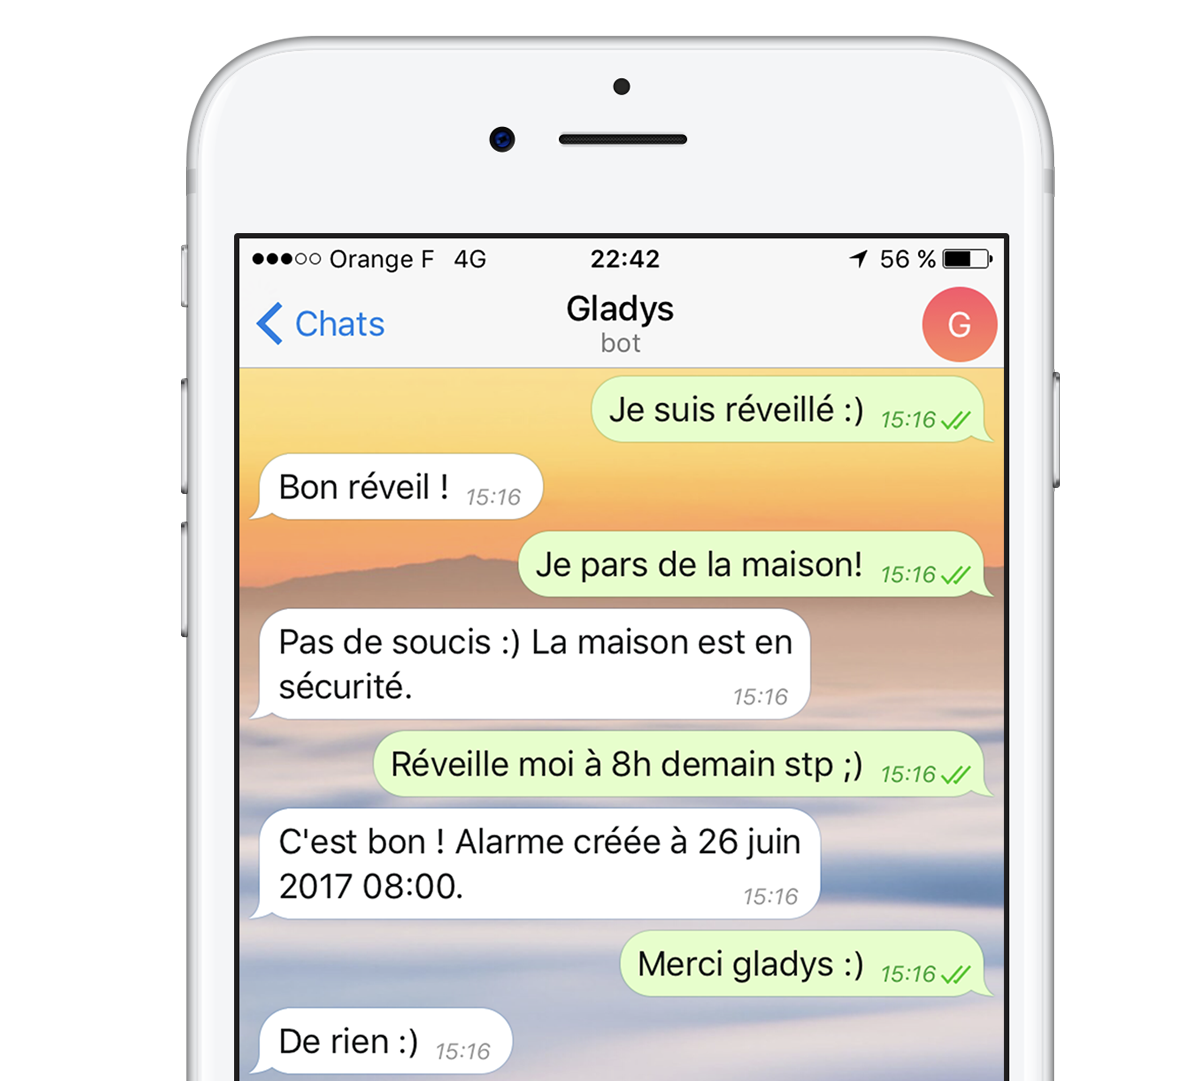 Orange F 4G 22:42 56 %
Chats Gladys G
bot
Je suis réveillé :) 15:16
Bon réveil ! 15:16
Je pars de la maison! 15:16
Pas de soucis :) La maison est en
sécurité. 15:16
Réveille moi à 8h demain stp ;) 15:16
C'est bon ! Alarme créée à 26 juin
2017 08:00. 15:16
Merci gladys :) 15:16
De rien :) 15:16